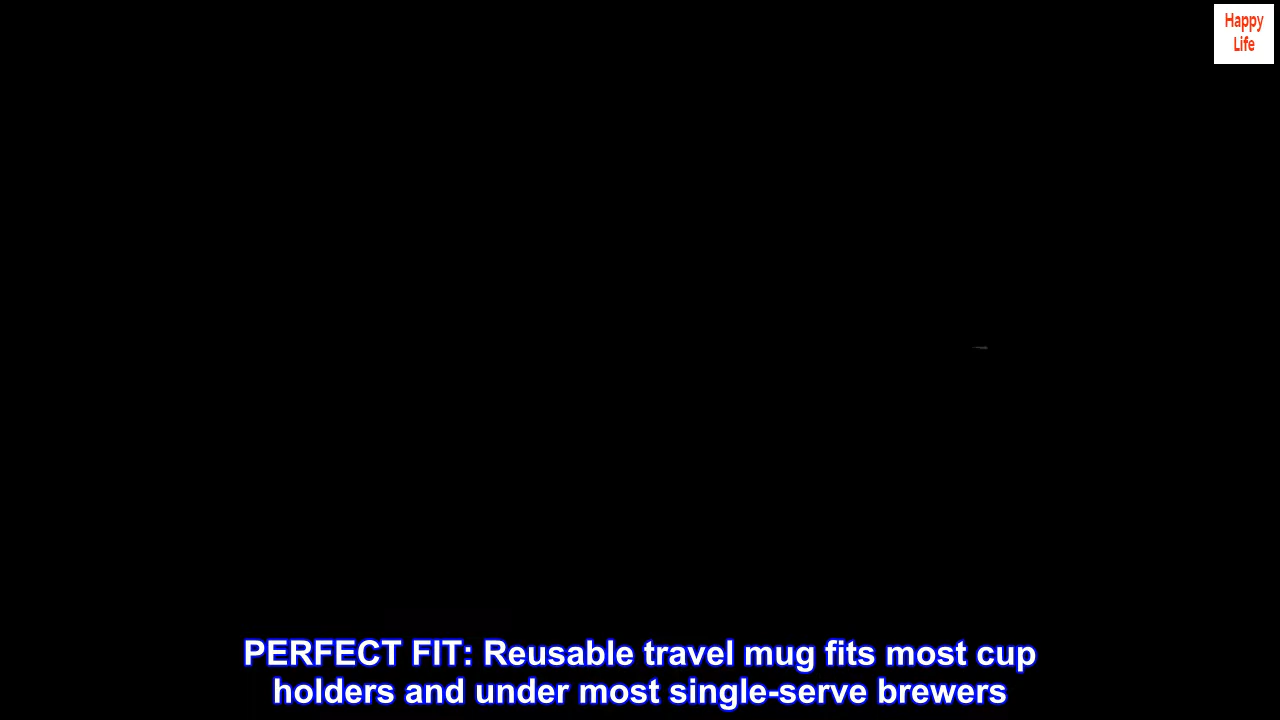 Happy
Life
PERFECT FIT: Reusable travel mug fits most cup
holders and under most single-serve brewers